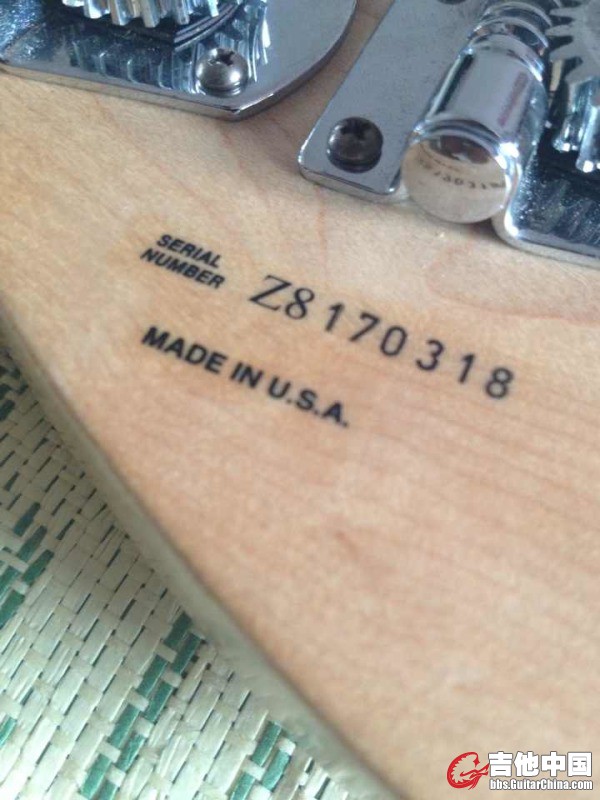 SERIAL
NUMBER
Z8170318
MADE IN U.S.A.
吉他中国
bbs.GuitarChina.com